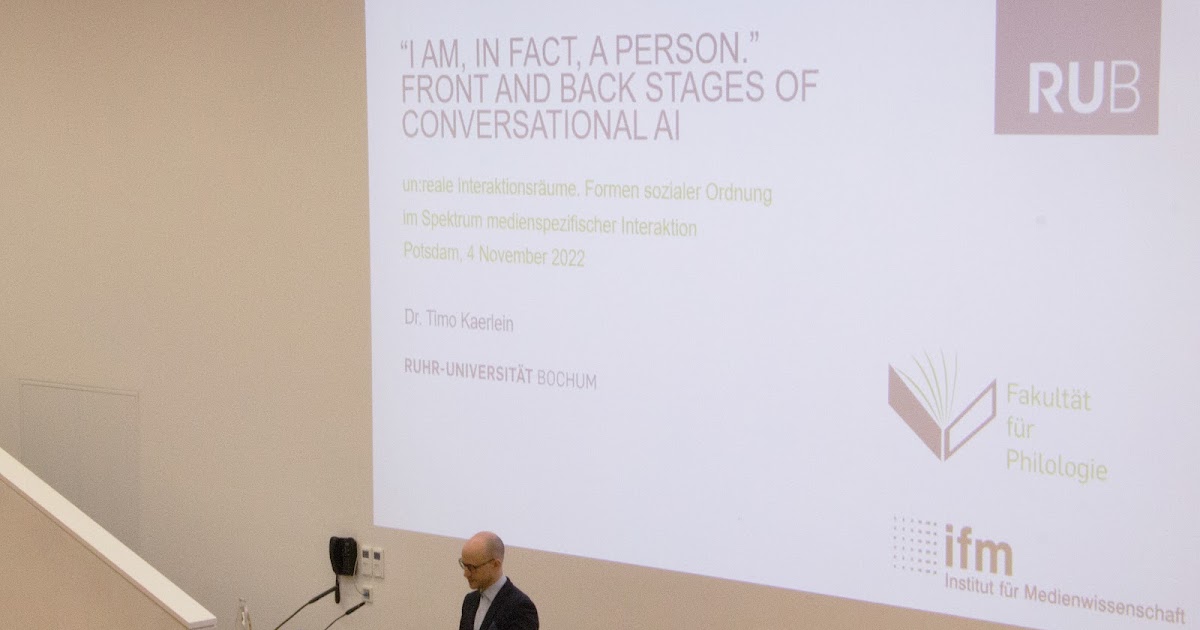 “I AM, IN FACT, A PERSON.”
FRONT AND BACK STAGES OF
CONVERSATIONAL AI
RUB
un:reale Interaktionsräume. Formen sozialer Ordnung
im Spektrum medienspezifischer Interaktion
Potsdam, 4 November 2022
Dr. Timo Kaerlein
RUHR-UNIVERSITÄT BOCHUM
Fakultät
für
Philologie
ifm
Institut für Medienwissenschaft